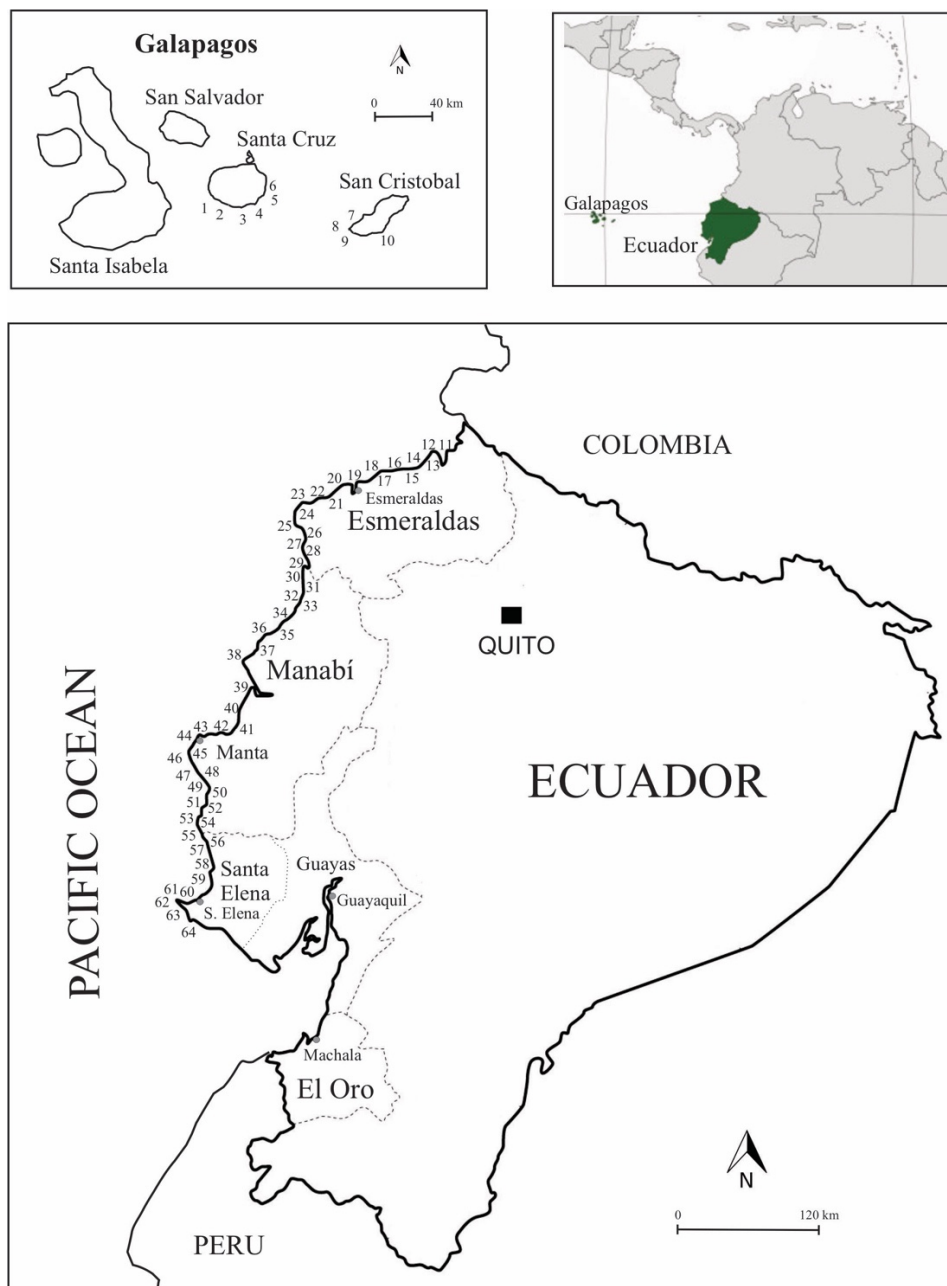 Galapagos
N
0 40 km
San Salvador
Santa Cruz
San Cristobal
Santa Isabela
1 2 3 4 5 6
7 8 9 10
Galapagos
Ecuador
COLOMBIA
12 11
13
14
15
16
17
18
19
20
21
22
23
24
25
26
27
28
29
30
31
32
33
34
35
36
37
38
39
40
41
42
43
44
45
46
47
48
49
50
51
52
53
54
55
56
57
58
59
60
61
62
63
64
Esmeraldas
Esmeraldas
QUITO
Manabí
Manta
ECUADOR
PACIFIC OCEAN
Santa
Elena
S. Elena
Guayas
Guayaquil
Machala
El Oro
PERU
N
0 120 km